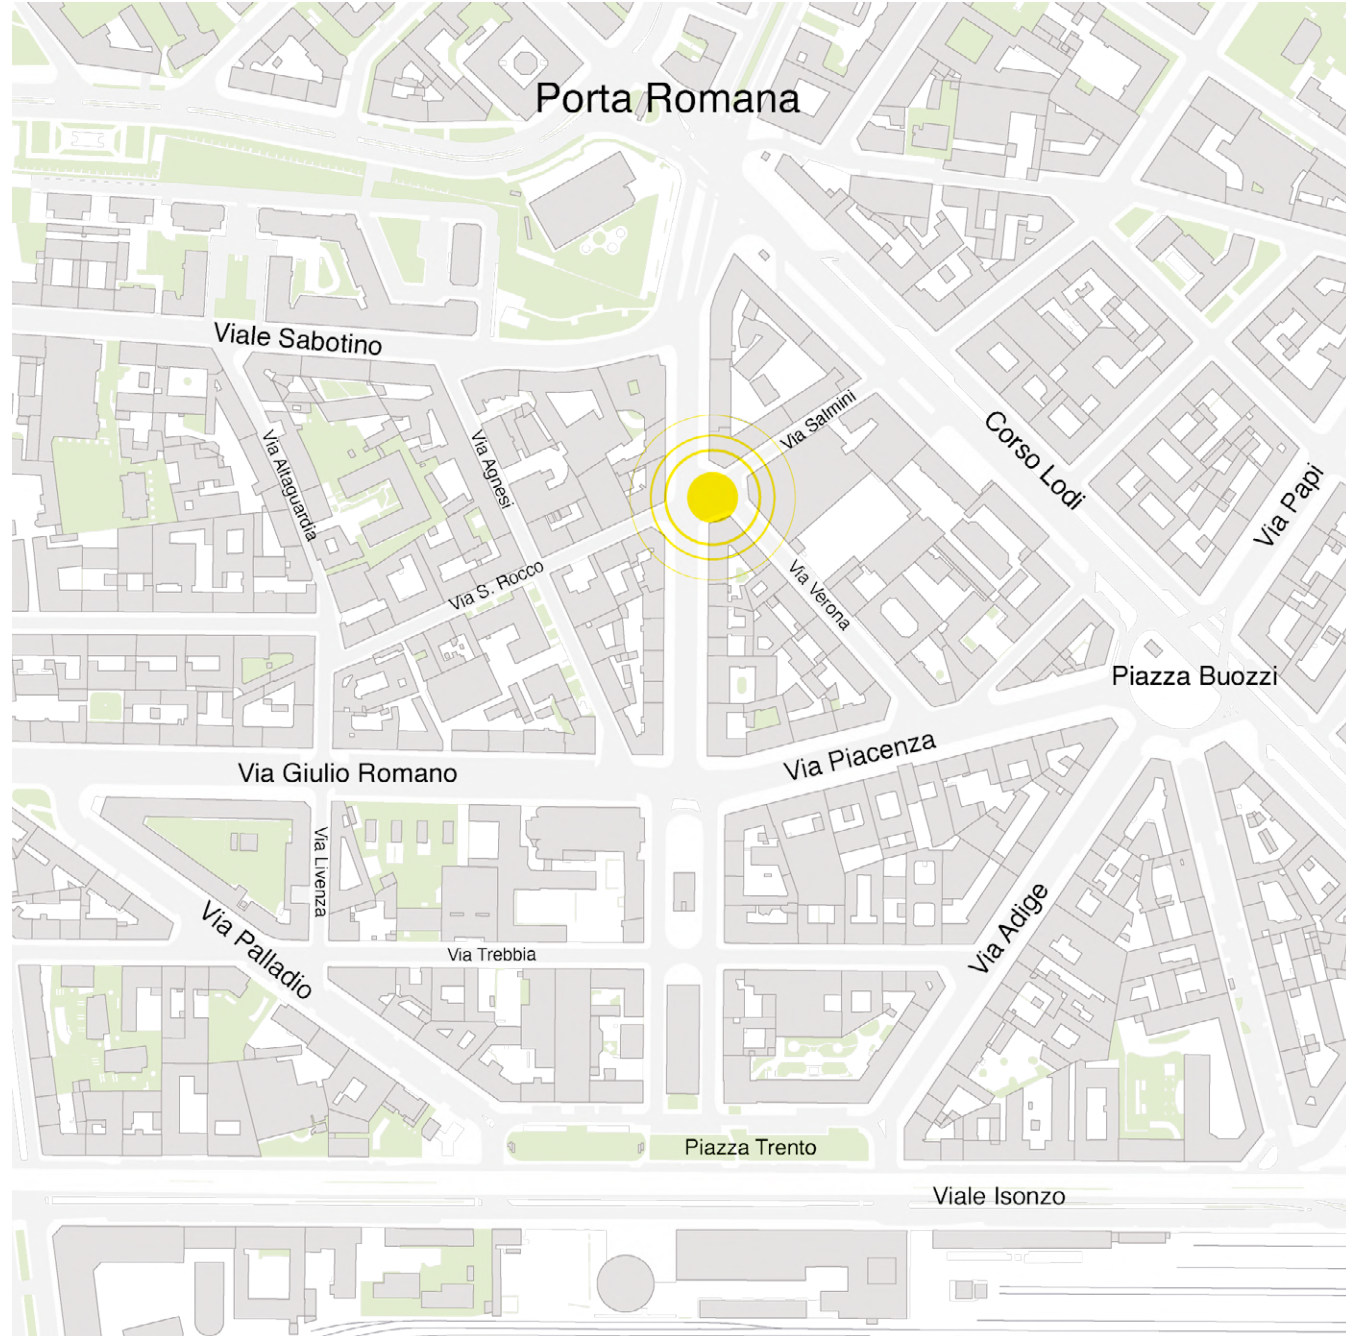 Porta Romana
Viale Sabotino
Via Salmini
Corso Lodi
Via Altaguardia
Via Agnesi
Via Papi
Via S. Rocco
Via Verona
Piazza Buozzi
Via Piacenza
Via Giulio Romano
Via Livenza
Via Adige
Via Palladio
Via Trebbia
Piazza Trento
Viale Isonzo